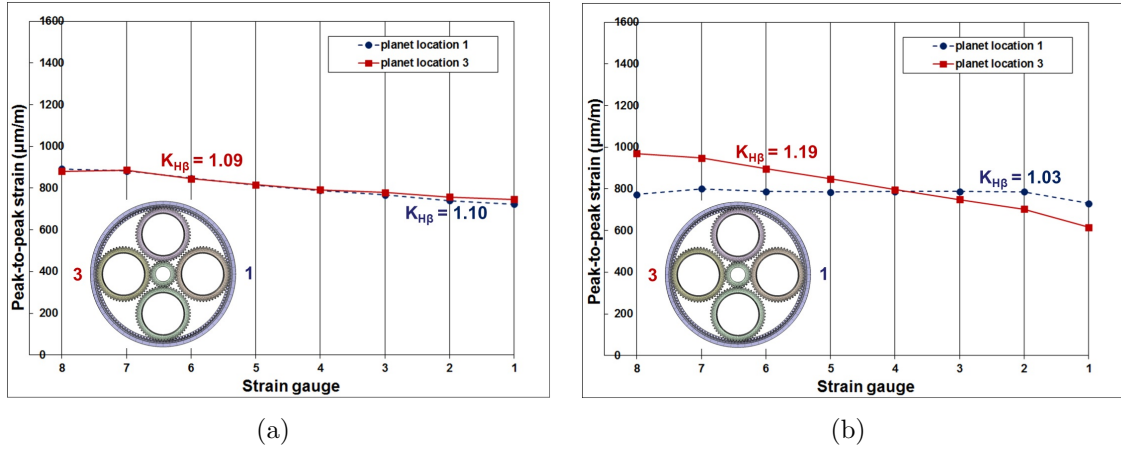 1600
1400
1200
1000
800
600
400
200
0
Peak-to-peak strain (µm/m)
planet location 1
planet location 3
K_Hβ = 1.09
K_Hβ = 1.10
3
1
8 7 6 5 4 3 2 1
Strain gauge
(a)
1600
1400
1200
1000
800
600
400
200
0
Peak-to-peak strain (µm/m)
planet location 1
planet location 3
K_Hβ = 1.19
K_Hβ = 1.03
3
1
8 7 6 5 4 3 2 1
Strain gauge
(b)